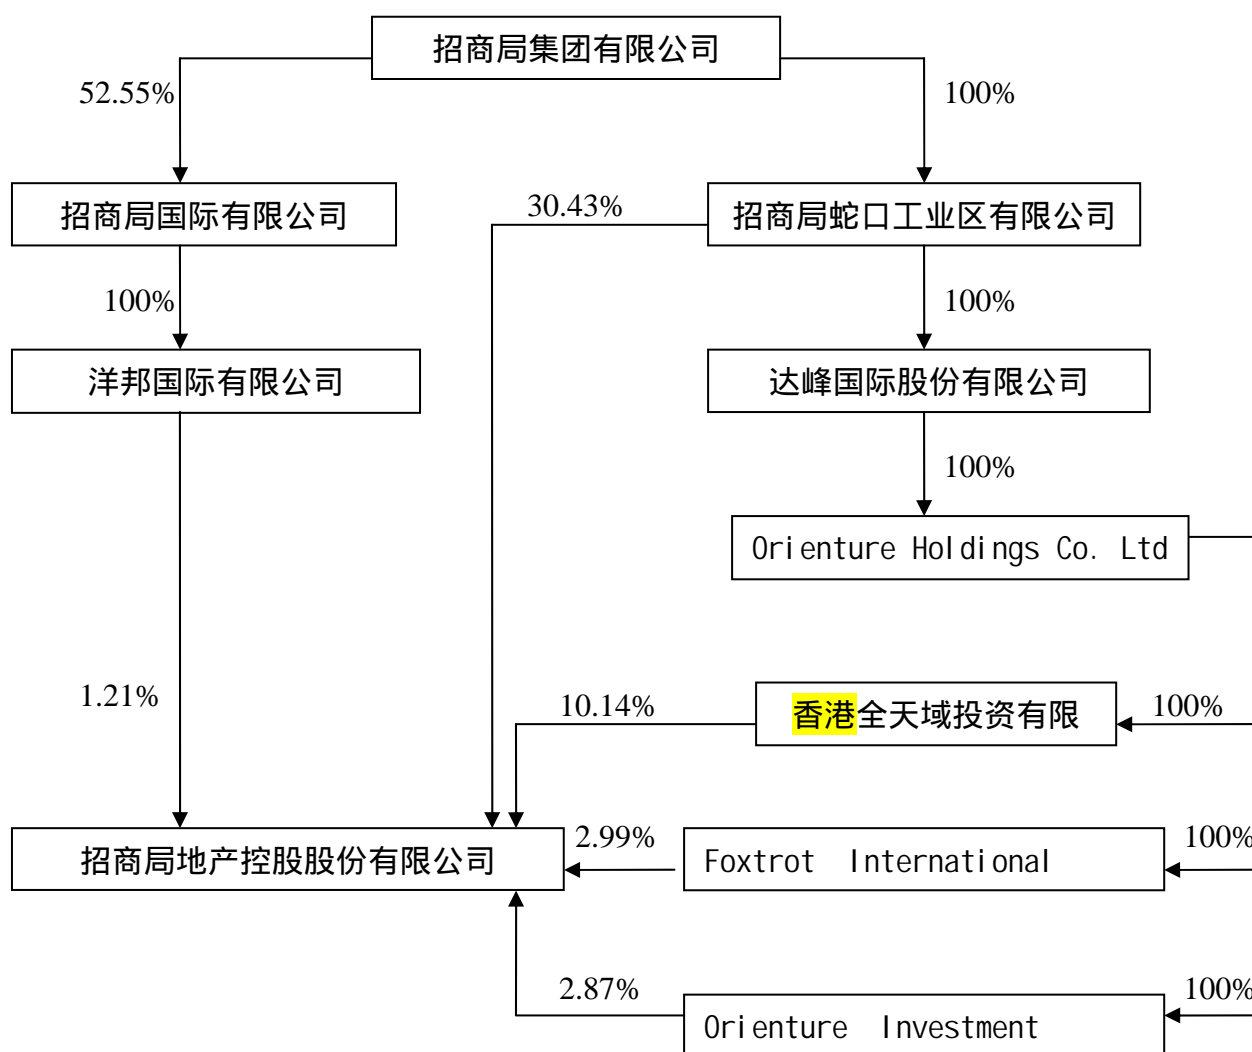 招商局集团有限公司
52.55%
100%
招商局国际有限公司
30.43%
招商局蛇口工业区有限公司
100%
100%
洋邦国际有限公司
达峰国际股份有限公司
100%
Orienture Holdings Co. Ltd
1.21%
10.14%
香港全天域投资有限
100%
招商局地产控股股份有限公司
2.99%
Foxtrot International
100%
2.87%
Orienture Investment
100%